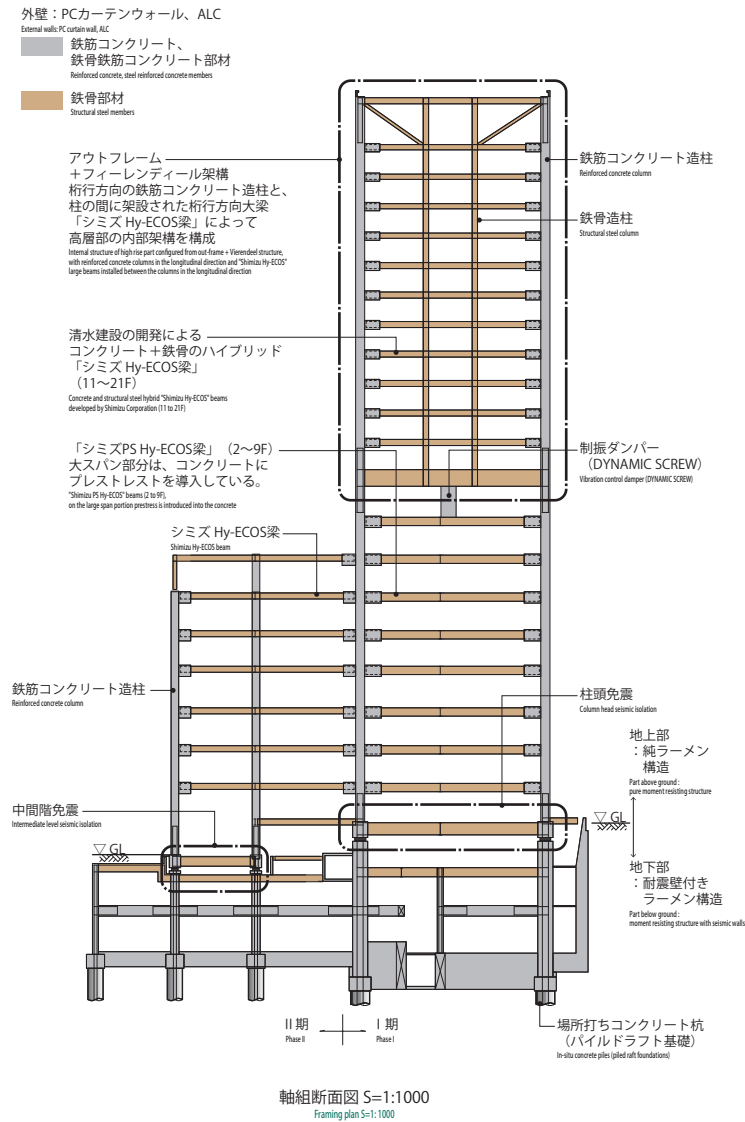 外壁：PCカーテンウォール、ALC
External walls: PC curtain wall, ALC
鉄筋コンクリート、
鉄骨鉄筋コンクリート部材
Reinforced concrete, steel reinforced concrete members
鉄骨部材
Structural steel members
アウトフレーム
＋フィーレンディール架構
桁行方向の鉄筋コンクリート造柱と、
柱の間に架設された桁行方向大梁
「シミズ Hy-ECOS梁」によって
高層部の内部架構を構成
Internal structure of high rise part configured from out-frame + Vierendeel structure,
with reinforced concrete columns in the longitudinal direction and "Shimizu Hy-ECOS"
large beams installed between the columns in the longitudinal direction
鉄筋コンクリート造柱
Reinforced concrete column
鉄骨造柱
Structural steel column
清水建設の開発による
コンクリート＋鉄骨のハイブリッド
「シミズ Hy-ECOS梁」
（11〜21F）
Concrete and structural steel hybrid "Shimizu Hy-ECOS" beams
developed by Shimizu Corporation (11 to 21F)
「シミズPS Hy-ECOS梁」（2〜9F）
大スパン部分は、コンクリートに
プレストレストを導入している。
"Shimizu PS Hy-ECOS" beams (2 to 9F),
on the large span portion prestress is introduced into the concrete
制振ダンパー
（DYNAMIC SCREW）
Vibration control damper (DYNAMIC SCREW)
シミズ Hy-ECOS梁
Shimizu Hy-ECOS beam
鉄筋コンクリート造柱
Reinforced concrete column
柱頭免震
Column head seismic isolation
地上部
：純ラーメン
構造
Part above ground :
pure moment resisting structure
中間階免震
Intermediate level seismic isolation
GL
GL
地下部
：耐震壁付き
ラーメン構造
Part below ground :
moment resisting structure with seismic walls
II 期
Phase II
I 期
Phase I
場所打ちコンクリート杭
（パイルドラフト基礎）
In-situ concrete piles (piled raft foundations)
軸組断面図 S=1:1000
Framing plan S=1: 1000